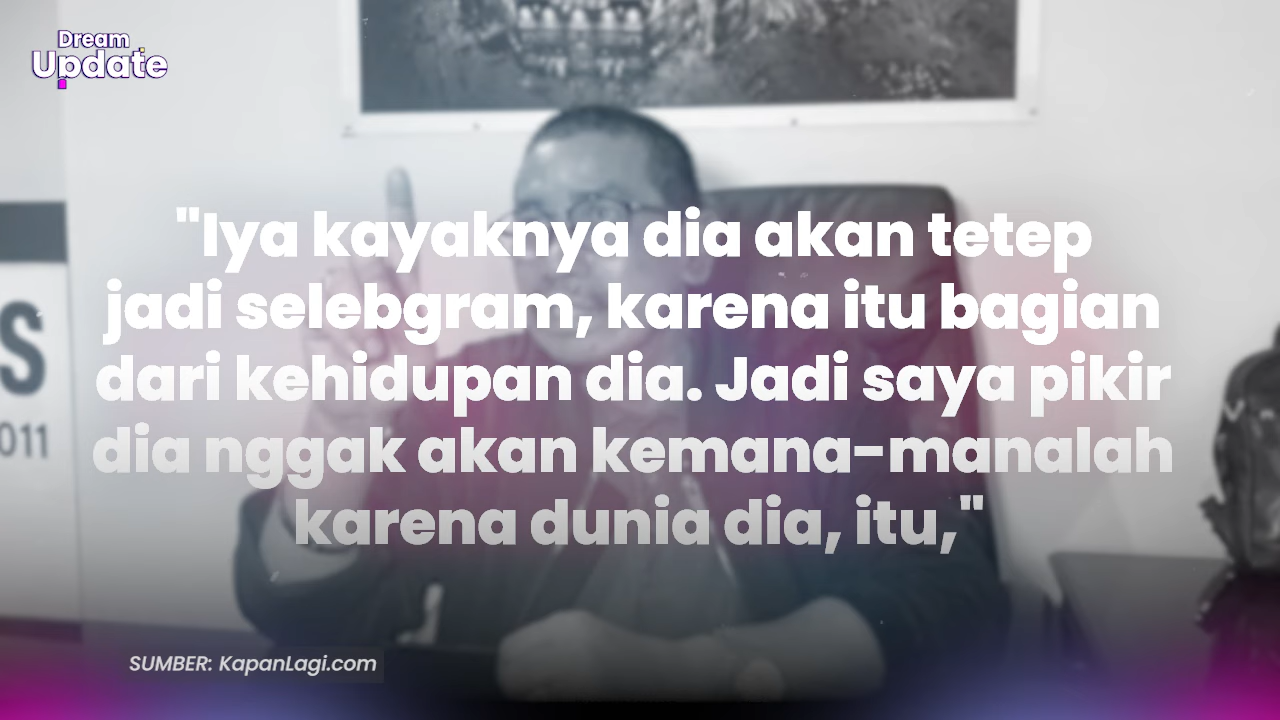 Dream
Update
"Iya kayaknya dia akan tetep
jadi selebgram, karena itu bagian
dari kehidupan dia. Jadi saya pikir
dia nggak akan kemana-manalah
karena dunia dia, itu,"
S
011
SUMBER: KapanLagi.com